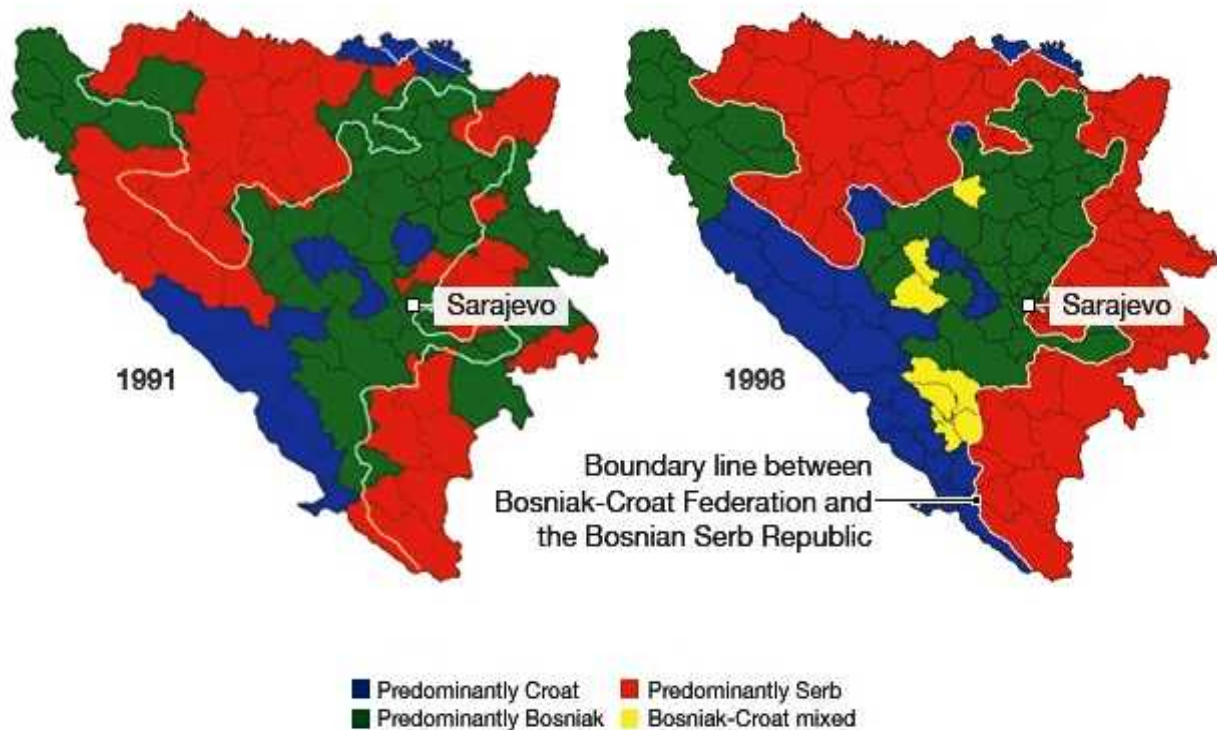 Sarajevo
1991
Sarajevo
1998
Boundary line between
Bosniak-Croat Federation and
the Bosnian Serb Republic
Predominantly Croat
Predominantly Serb
Predominantly Bosniak
Bosniak-Croat mixed